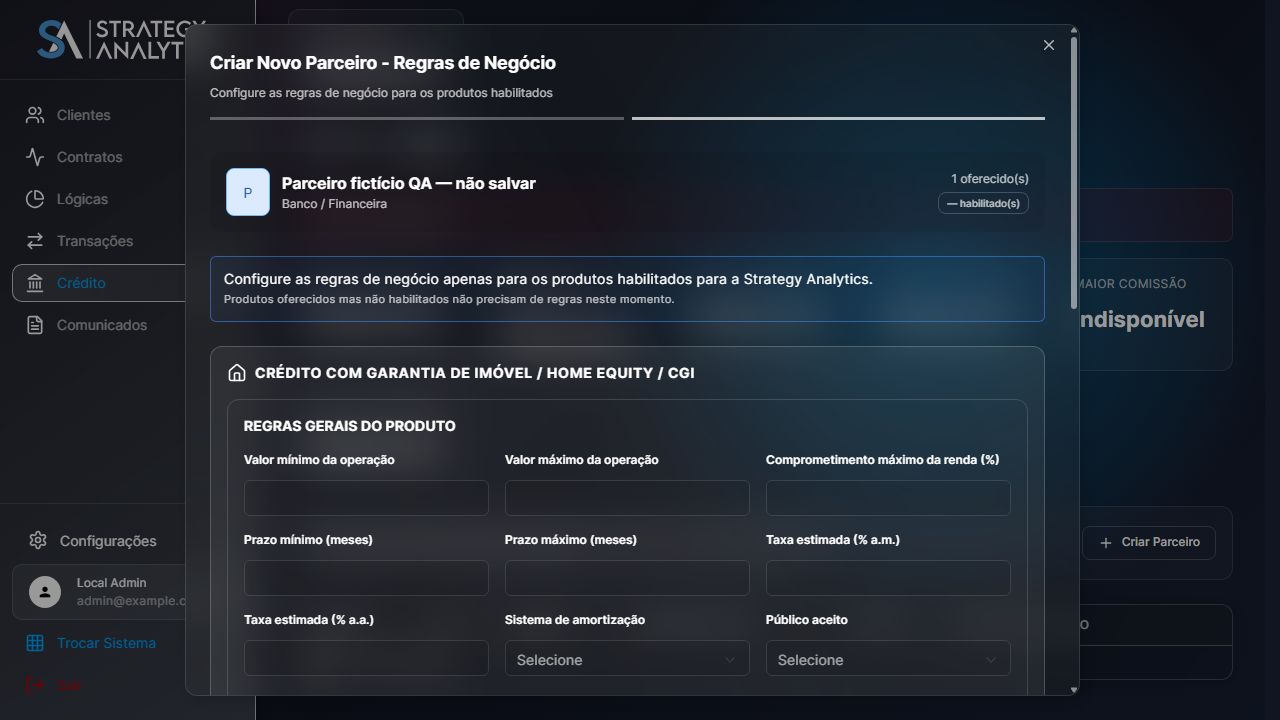 STRATEGY
ANALYT
Clientes
Contratos
Lógicas
Transações
Crédito
Comunicados
Configurações
Local Admin
admin@example.c
Trocar Sistema
Criar Novo Parceiro - Regras de Negócio
Configure as regras de negócio para os produtos habilitados
P
Parceiro fictício QA — não salvar
Banco / Financeira
1 oferecido(s)
— habilitado(s)
Configure as regras de negócio apenas para os produtos habilitados para a Strategy Analytics.
Produtos oferecidos mas não habilitados não precisam de regras neste momento.
CRÉDITO COM GARANTIA DE IMÓVEL / HOME EQUITY / CGI
REGRAS GERAIS DO PRODUTO
Valor mínimo da operação
Valor máximo da operação
Comprometimento máximo da renda (%)
Prazo mínimo (meses)
Prazo máximo (meses)
Taxa estimada (% a.m.)
Taxa estimada (% a.a.)
Sistema de amortização
Público aceito
Selecione
Selecione
MAIOR COMISSÃO
ndisponível
Criar Parceiro